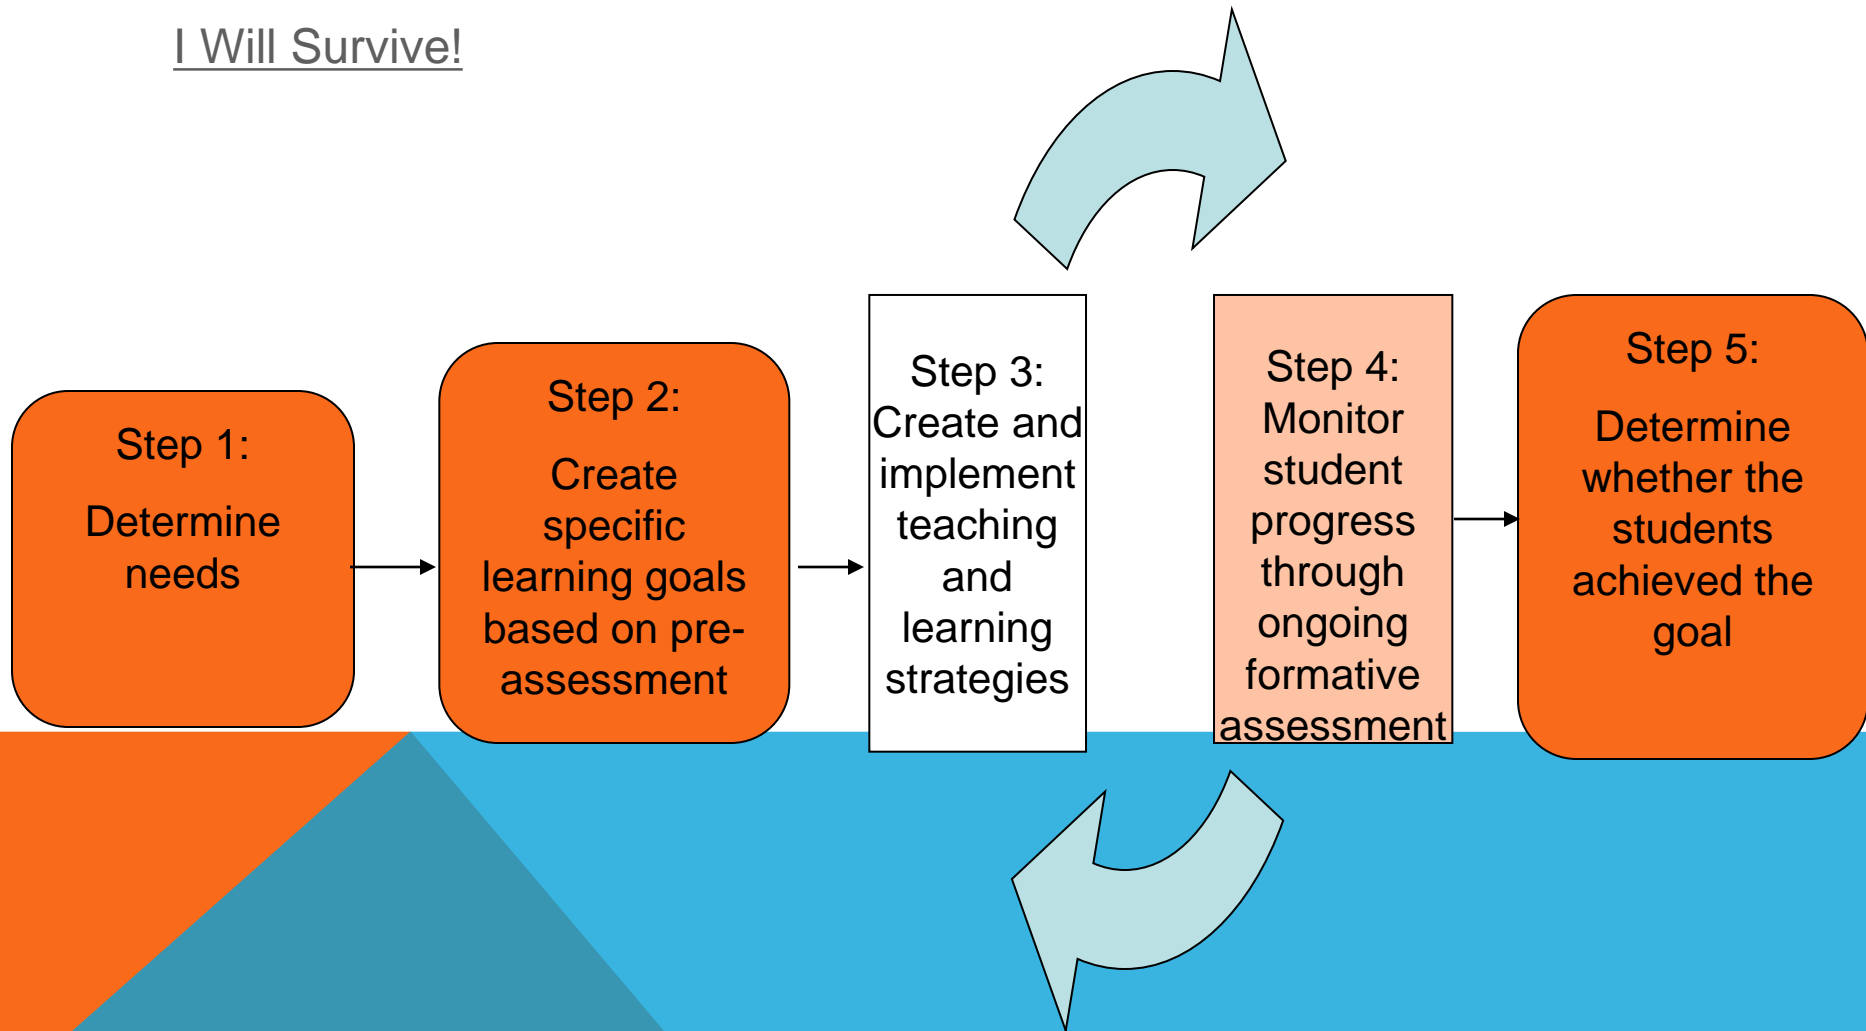 I Will Survive!
Step 1:
Determine
needs
Step 2:
Create
specific
learning goals
based on pre-
assessment
Step 3:
Create and
implement
teaching
and
learning
strategies
Step 4:
Monitor
student
progress
through
ongoing
formative
assessment
Step 5:
Determine
whether the
students
achieved the
goal